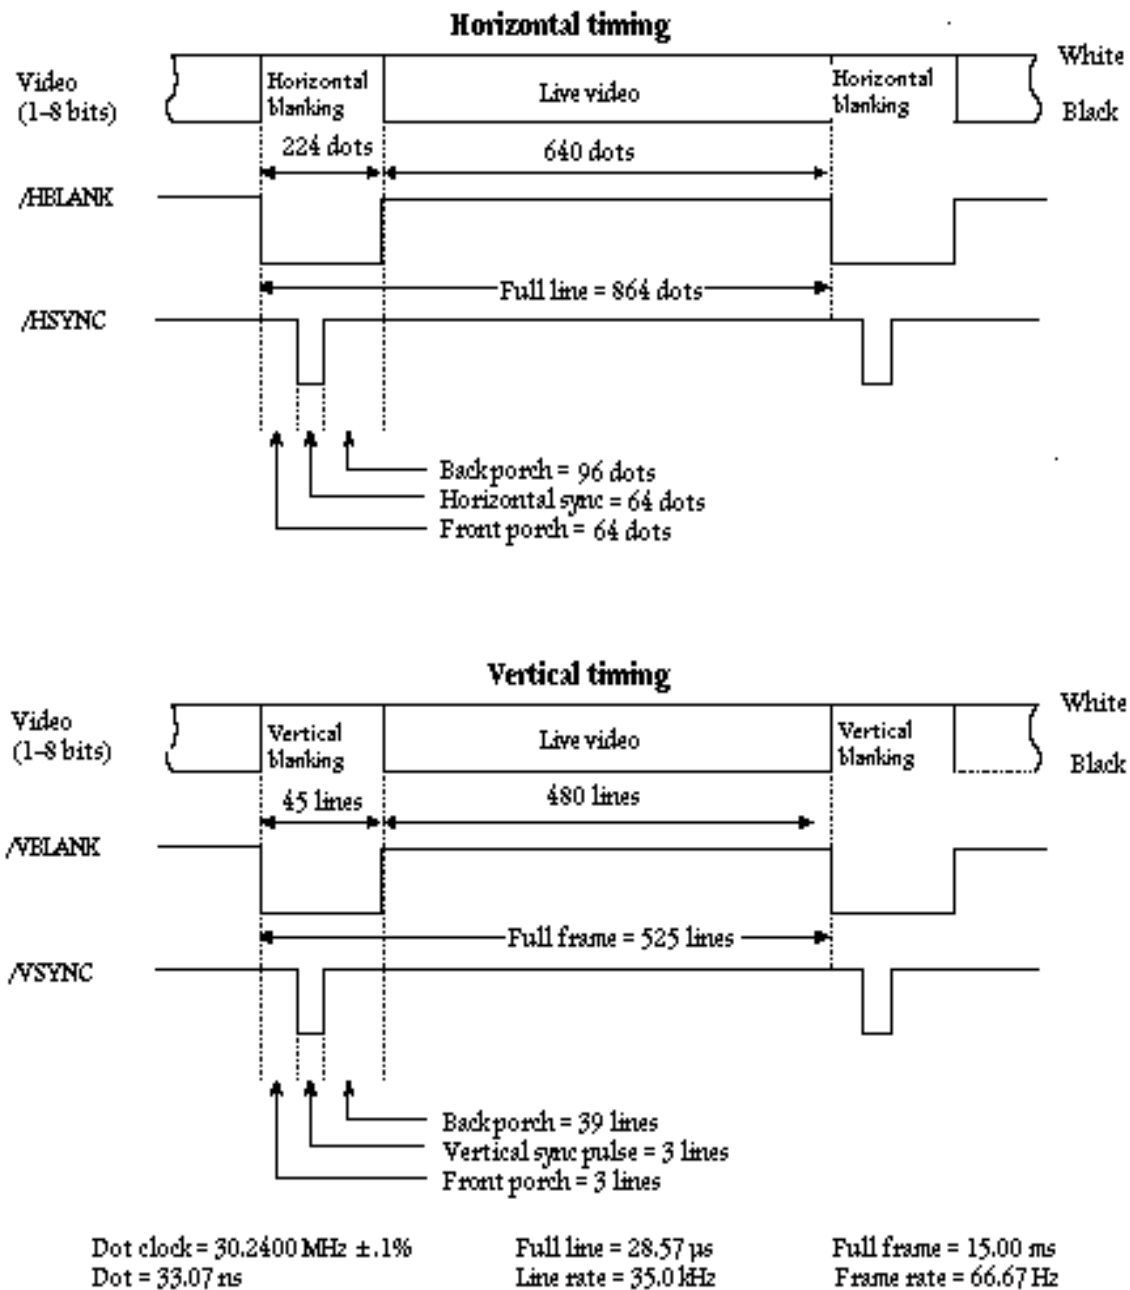 Horizontal timing
White
Video
(1–8 bits)
Horizontal
blanking
Live video
Horizontal
blanking
Black
224 dots
640 dots
/HBLANK
Full line = 864 dots
/HSYNC
Back porch = 96 dots
Horizontal sync = 64 dots
Front porch = 64 dots
Vertical timing
White
Video
(1–8 bits)
Vertical
blanking
Live video
Vertical
blanking
Black
45 lines
480 lines
/VBLANK
Full frame = 525 lines
/VSYNC
Back porch = 39 lines
Vertical sync pulse = 3 lines
Front porch = 3 lines
Dot clock = 30.2400 MHz ±.1%
Full line = 28.57 µs
Full frame = 15.00 ms
Dot = 33.07 ns
Line rate = 35.0 kHz
Frame rate = 66.67 Hz